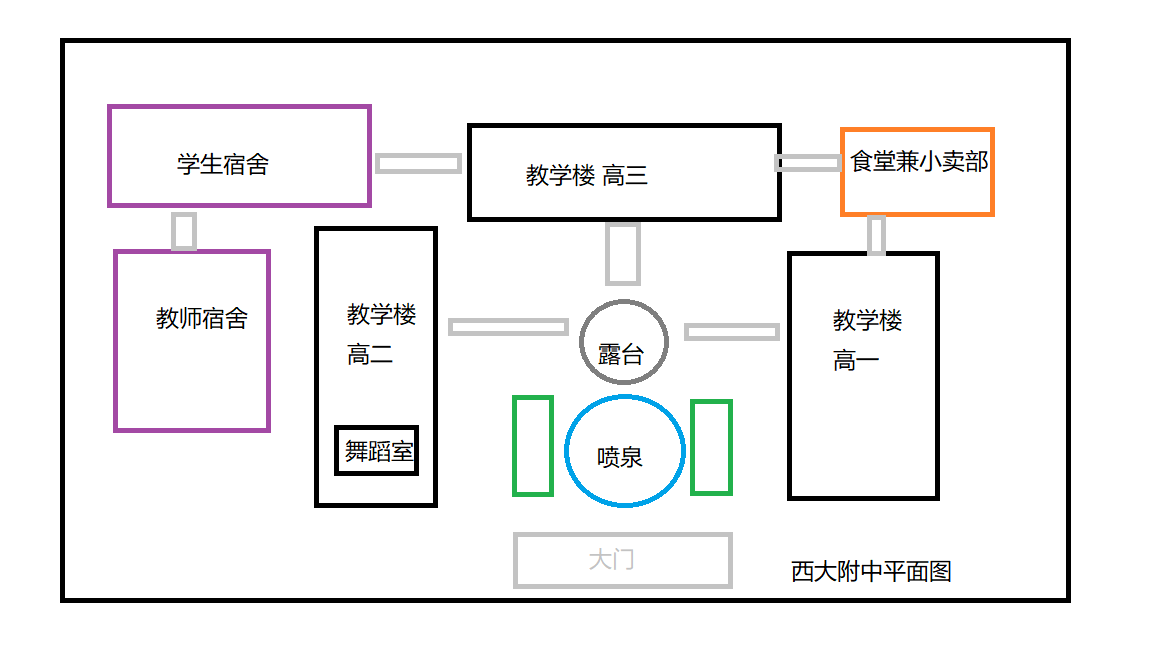 学生宿舍
教学楼 高三
食堂兼小卖部
教师宿舍
教学楼
高二
舞蹈室
露台
喷泉
教学楼
高一
大门
西大附中平面图